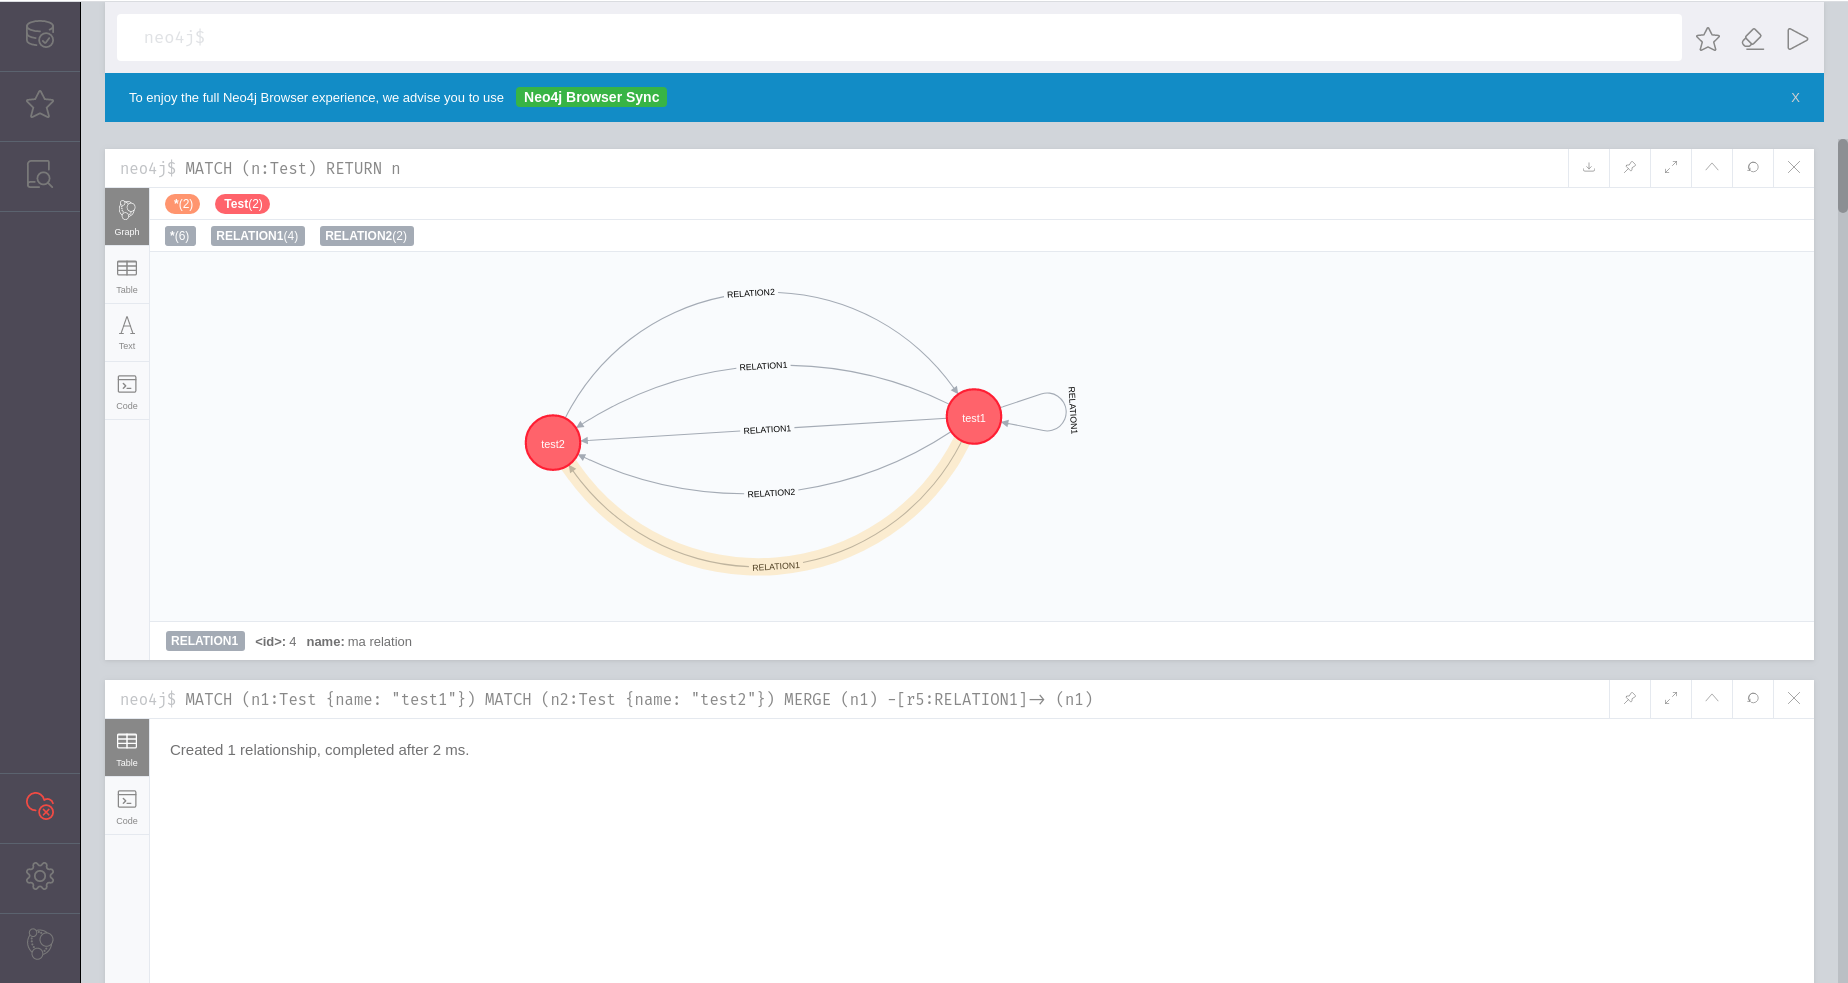 neo4j$
To enjoy the full Neo4j Browser experience, we advise you to use Neo4j Browser Sync X
neo4j$ MATCH (n:Test) RETURN n
Graph
*(2) Test(2)
*(6) RELATION1(4) RELATION2(2)
Table
Text
Code
RELATION2
RELATION1
RELATION1
RELATION1
RELATION2
RELATION1
test2
test1
RELATION1 <id>: 4 name: ma relation
neo4j$ MATCH (n1:Test {name: "test1"}) MATCH (n2:Test {name: "test2"}) MERGE (n1) -[r5:RELATION1]-> (n1)
Table
Code
Created 1 relationship, completed after 2 ms.